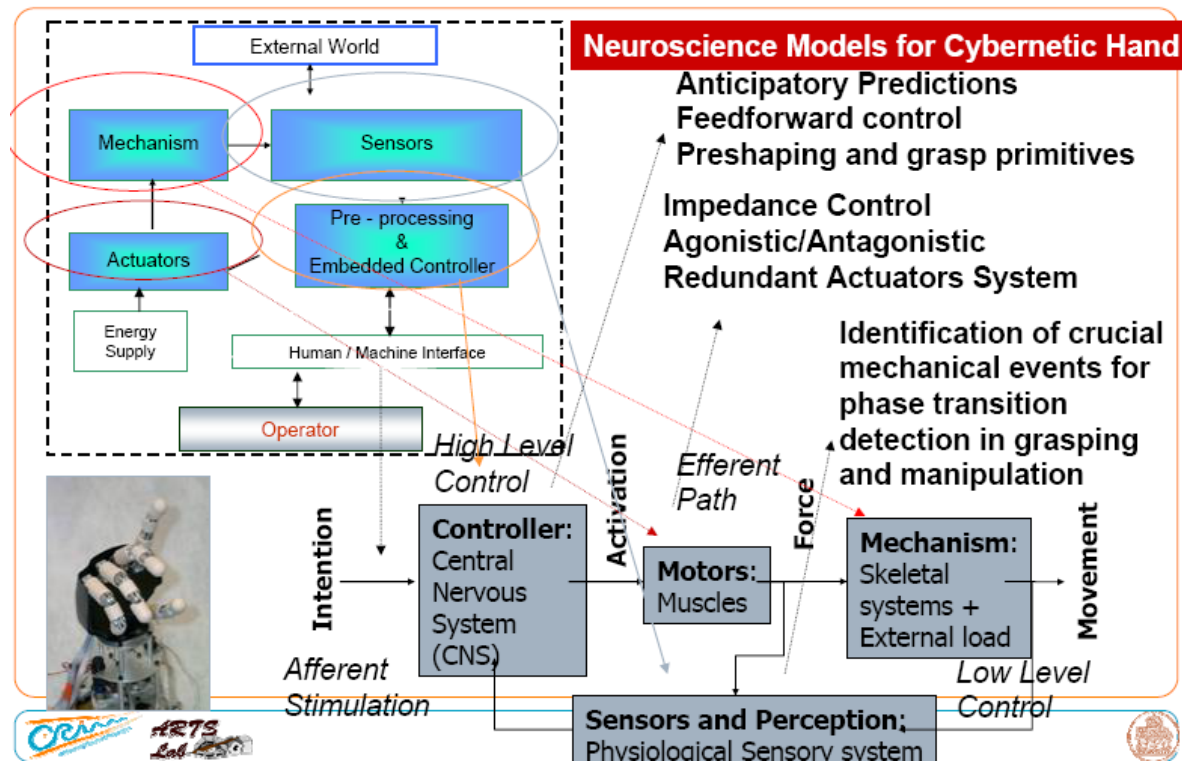 External World
Neuroscience Models for Cybernetic Hand
Mechanism
Sensors
Pre - processing
&
Embedded Controller
Actuators
Energy
Supply
Human / Machine Interface
Operator
Anticipatory Predictions
Feedforward control
Preshaping and grasp primitives
Impedance Control
Agonistic/Antagonistic
Redundant Actuators System
Identification of crucial
mechanical events for
phase transition
detection in grasping
and manipulation
High Level
Control
Activation
Efferent
Path
Force
Intention
Controller:
Central
Nervous
System
(CNS)
Motors:
Muscles
Mechanism:
Skeletal
systems +
External load
Movement
Afferent
Stimulation
Low Level
Control
Sensors and Perception:
Physiological Sensory system
ARTS
Lab